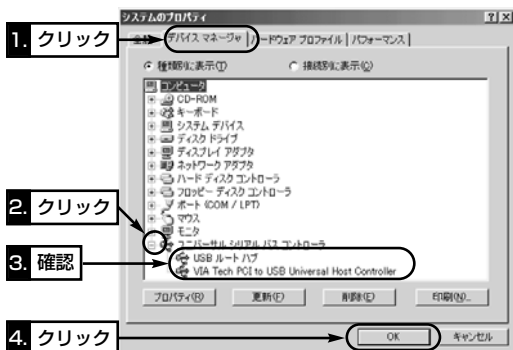 システムのプロパティ
1. クリック
全般 デバイス マネージャ ハードウェア プロファイル パフォーマンス
種類別に表示(T) 接続別に表示(C)
コンピュータ
CD-ROM
キーボード
システム デバイス
ディスク ドライブ
ディスプレイ アダプタ
ネットワーク アダプタ
ハード ディスク コントローラ
フロッピー ディスク コントローラ
ポート (COM / LPT)
マウス
モニタ
2. クリック
ユニバーサル シリアル バス コントローラ
3. 確認
USB ルート ハブ
VIA Tech PCI to USB Universal Host Controller
プロパティ(R) 更新(F) 削除(E) 印刷(N)...
4. クリック
OK キャンセル